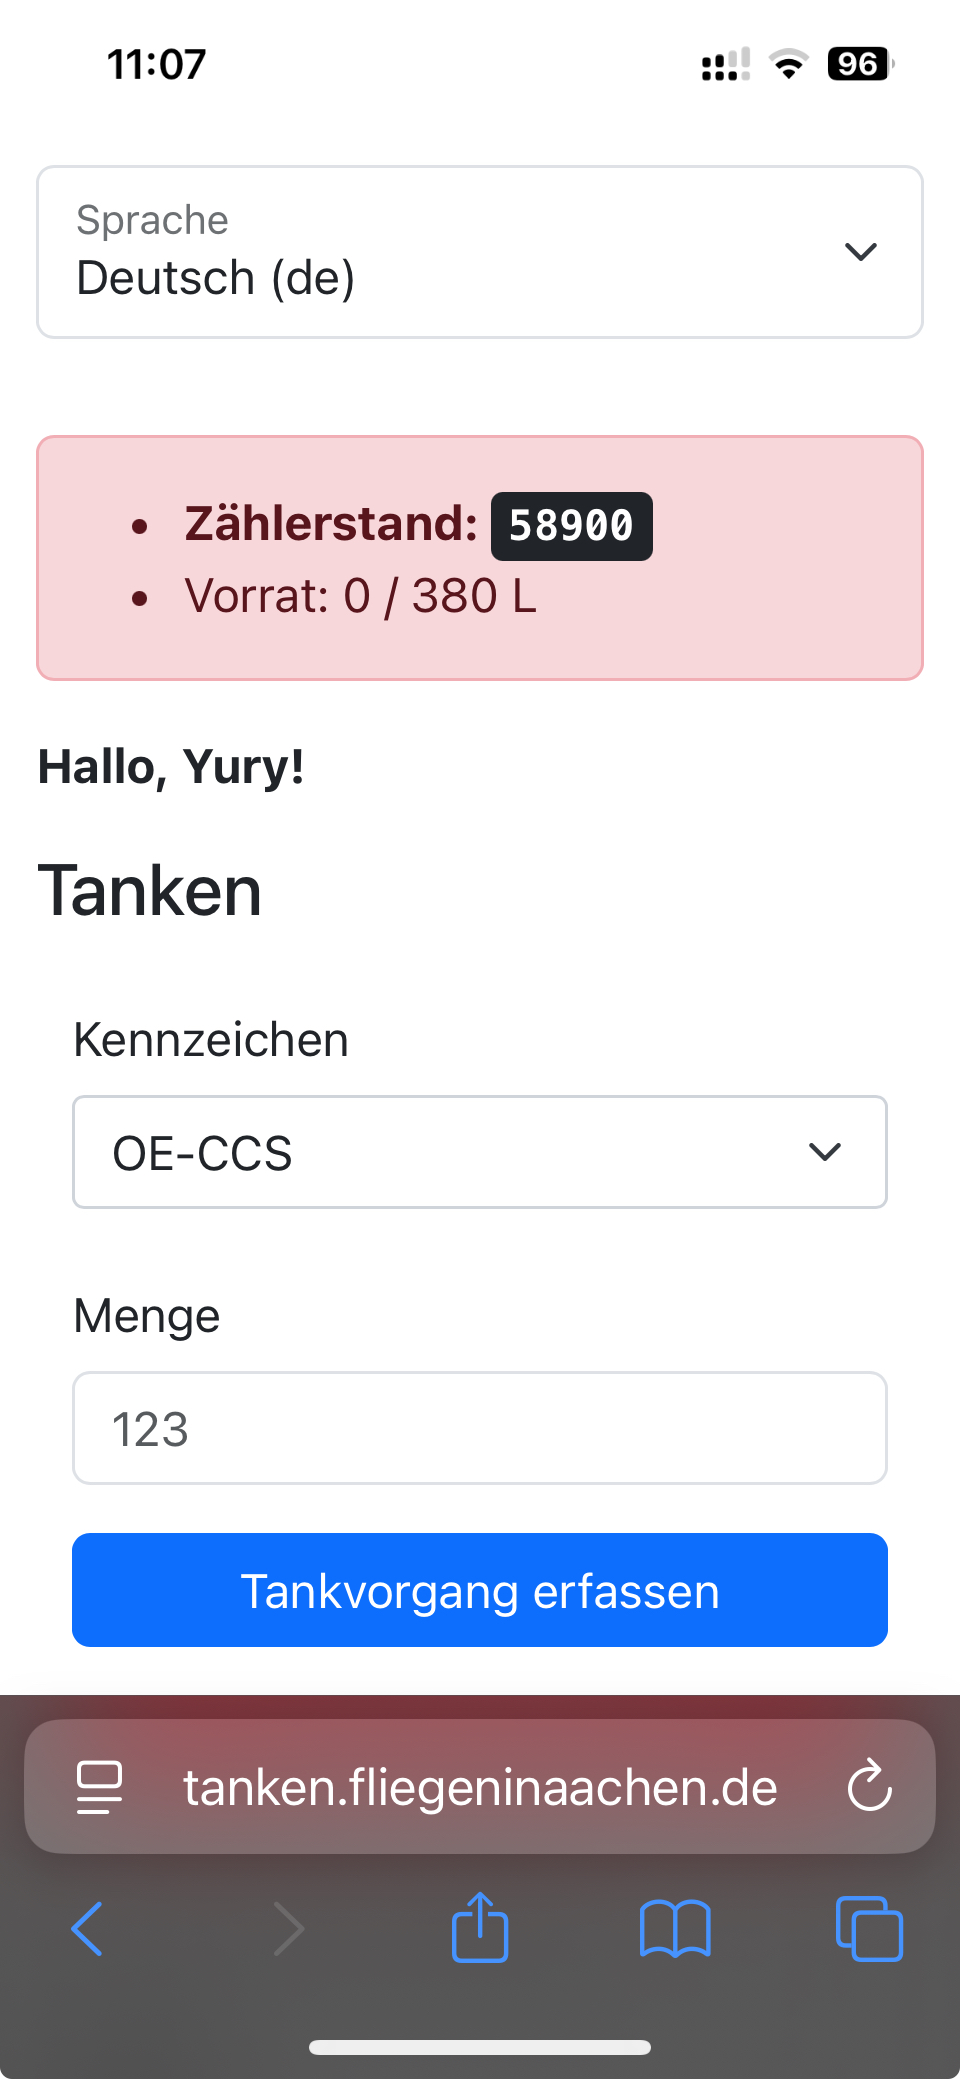 11:07
96
Sprache
Deutsch (de)
Zählerstand: 58900
Vorrat: 0 / 380 L
Hallo, Yury!
Tanken
Kennzeichen
OE-CCS
Menge
123
Tankvorgang erfassen
tanken.fliegeninaachen.de